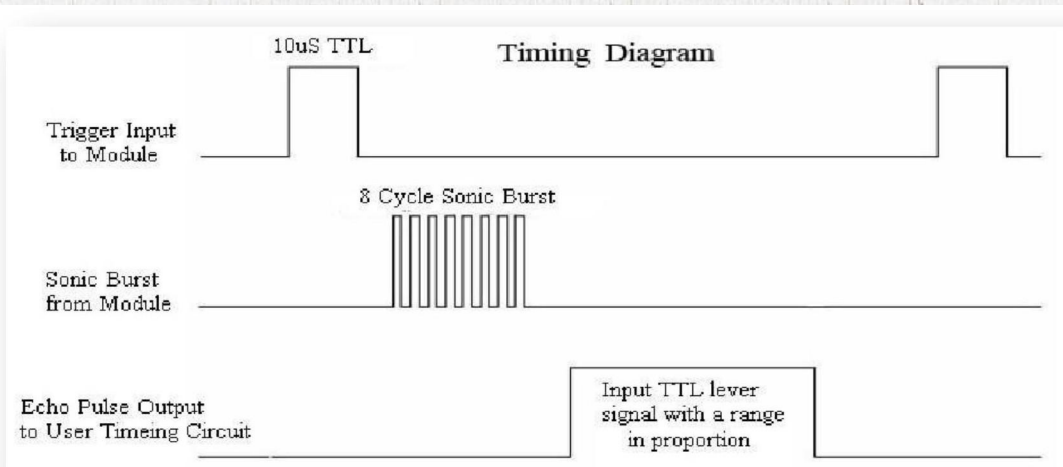 10uS TTL
Timing Diagram
Trigger Input
to Module
8 Cycle Sonic Burst
Sonic Burst
from Module
Echo Pulse Output
to User Timeing Circuit
Input TTL lever
signal with a range
in proportion